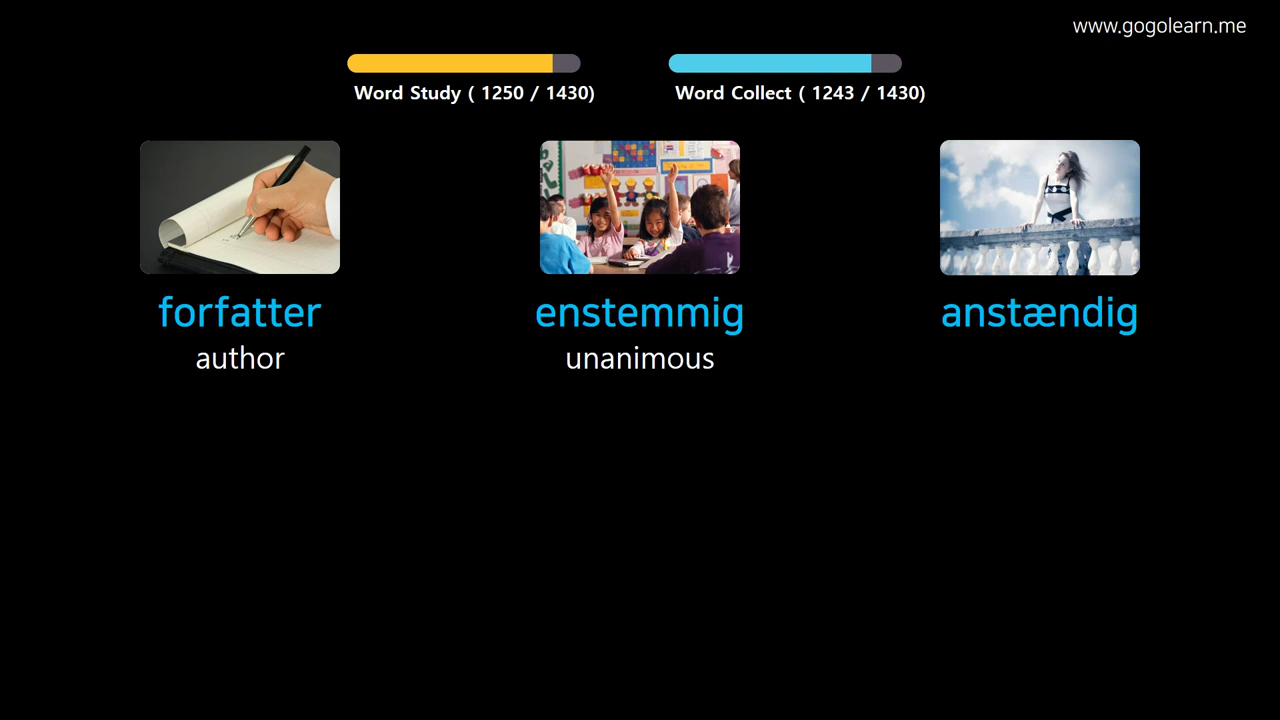 www.gogolearn.me
Word Study ( 1250 / 1430)
Word Collect ( 1243 / 1430)
forfatter
author
enstemmig
unanimous
anstændig